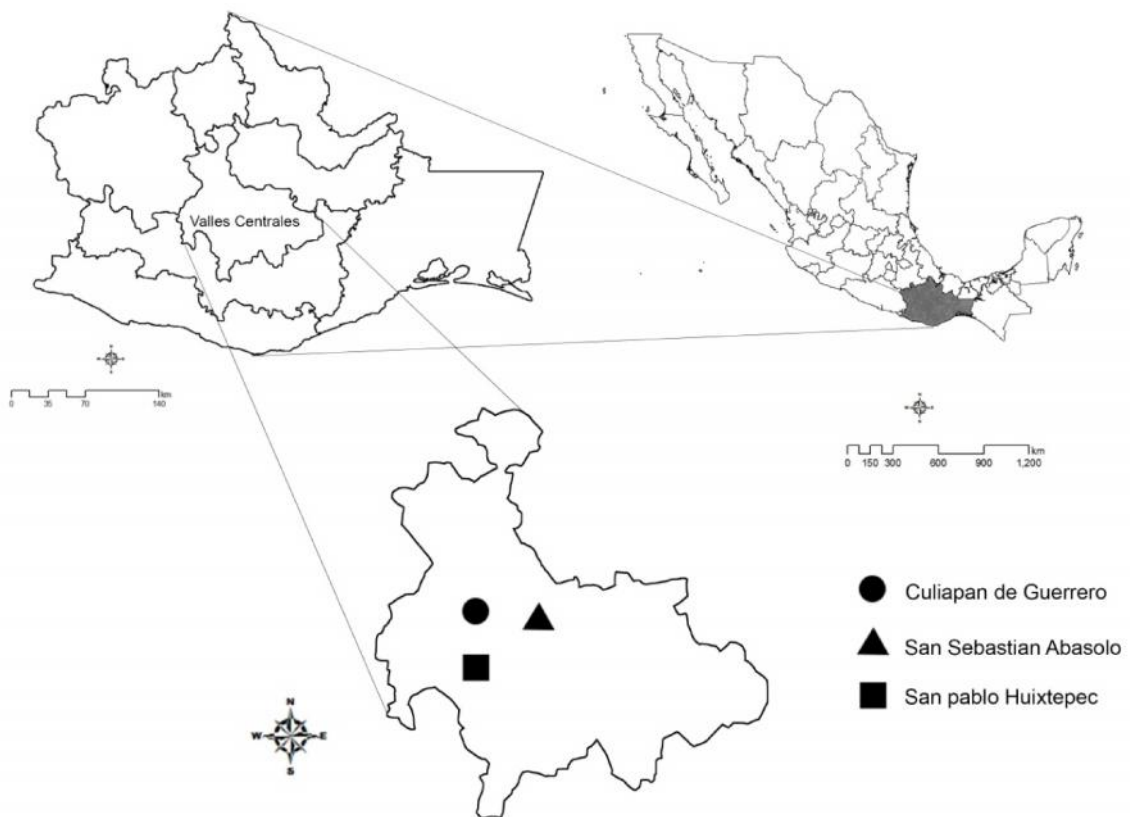 Valles Centrales
km
0 35 70 140
km
0 150 300 600 900 1,200
N
W E
S
Culiapan de Guerrero
San Sebastian Abasolo
San pablo Huixtepec